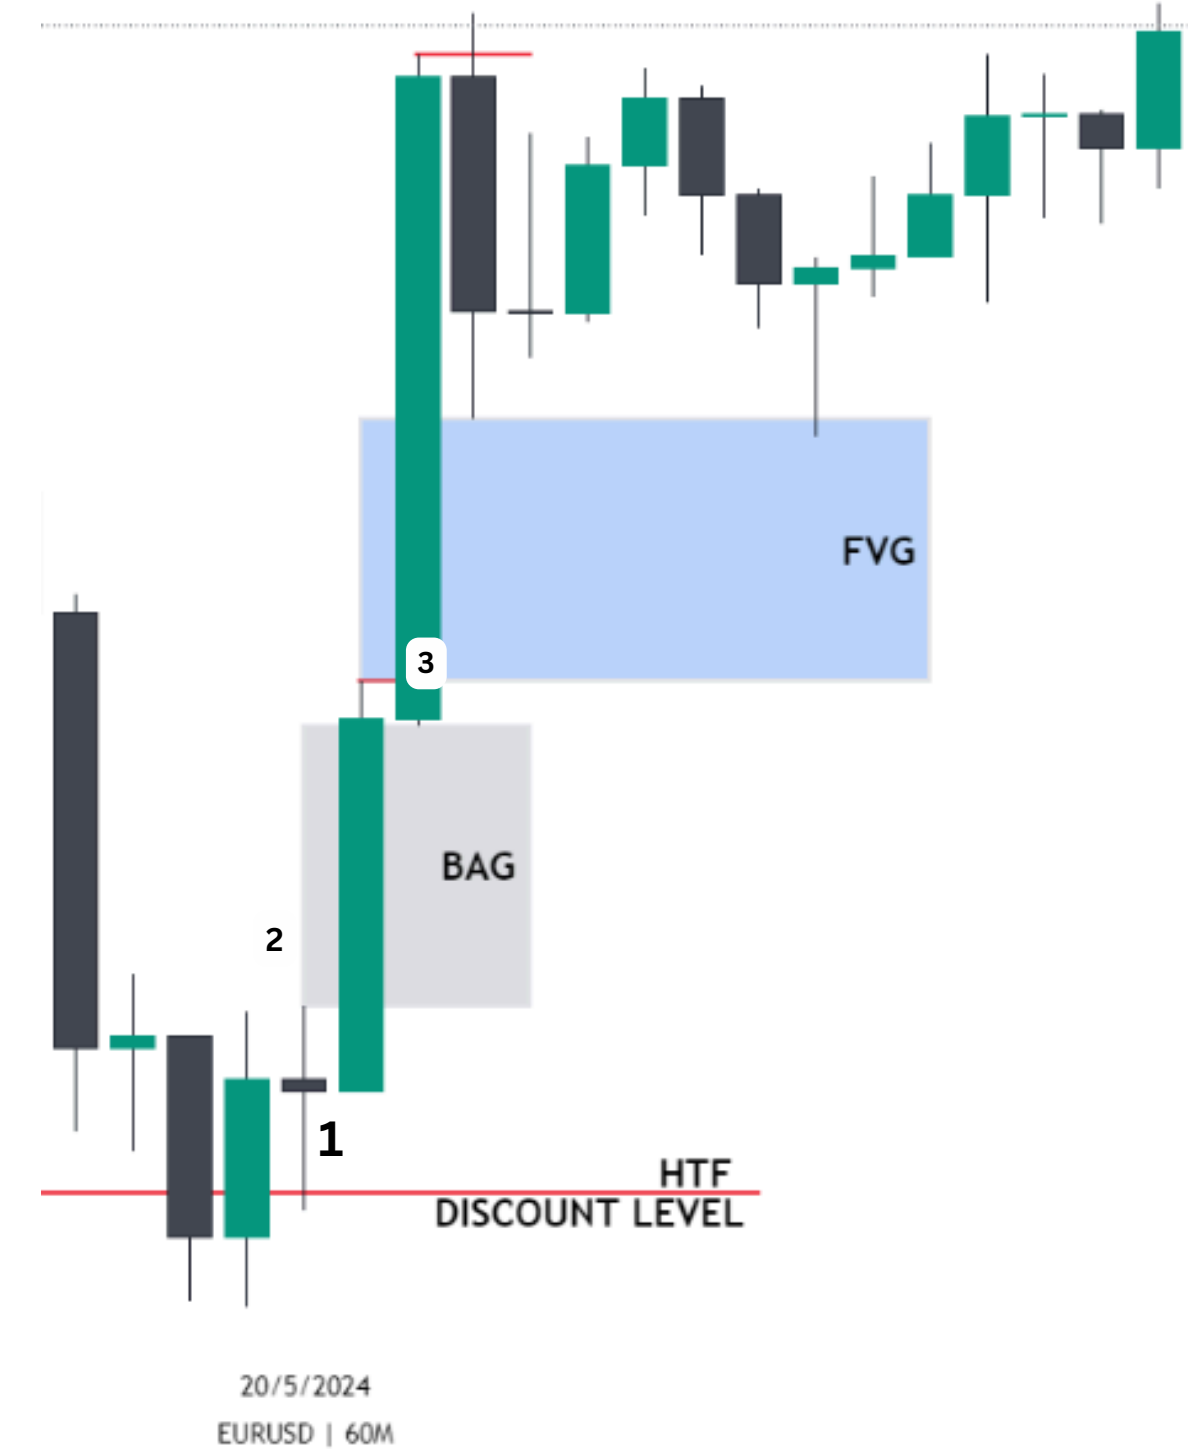 FVG
3
BAG
2
1
HTF
DISCOUNT LEVEL
20/5/2024
EURUSD | 60M